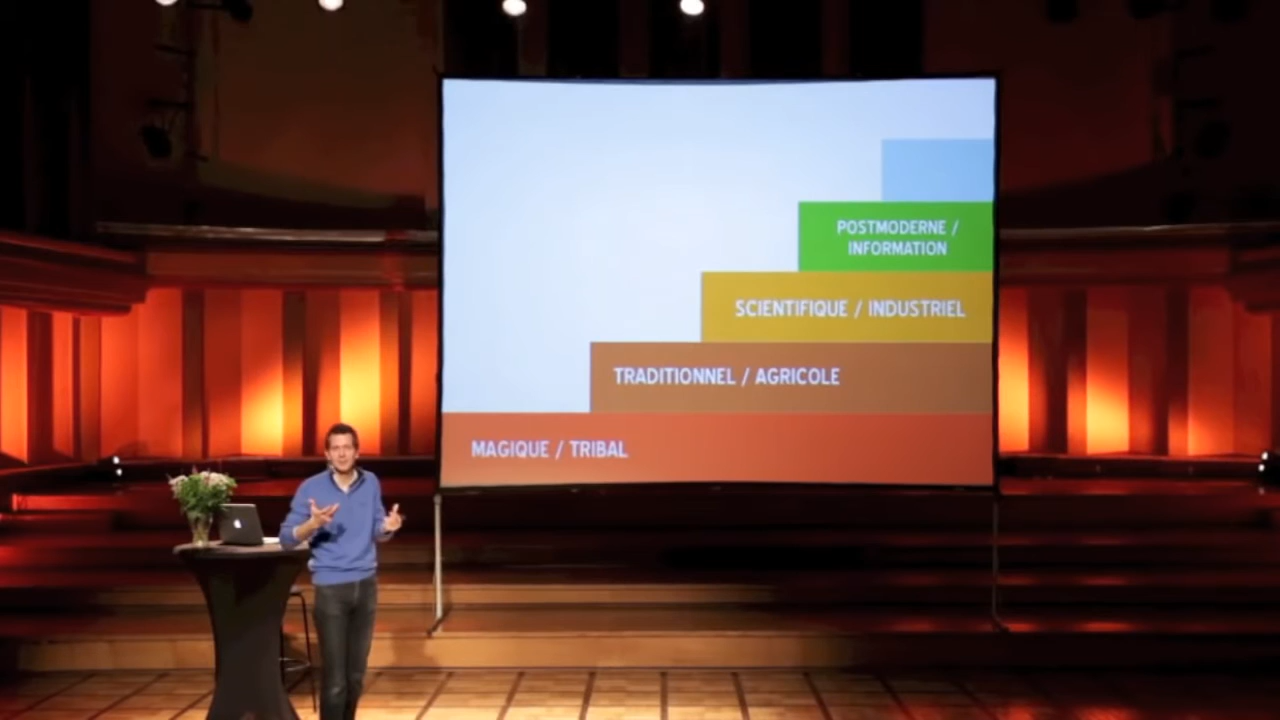 POSTMODERNE /
INFORMATION
SCIENTIFIQUE / INDUSTRIEL
TRADITIONNEL / AGRICOLE
MAGIQUE / TRIBAL